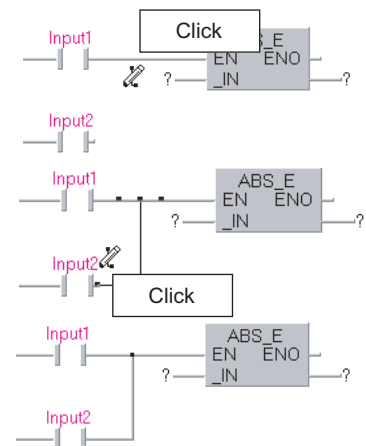 Input1
Click
S_E
EN ENO
? _IN ?
Input2
Input1
ABS_E
EN ENO
? _IN ?
Input2
Click
Input1
ABS_E
EN ENO
? _IN ?
Input2